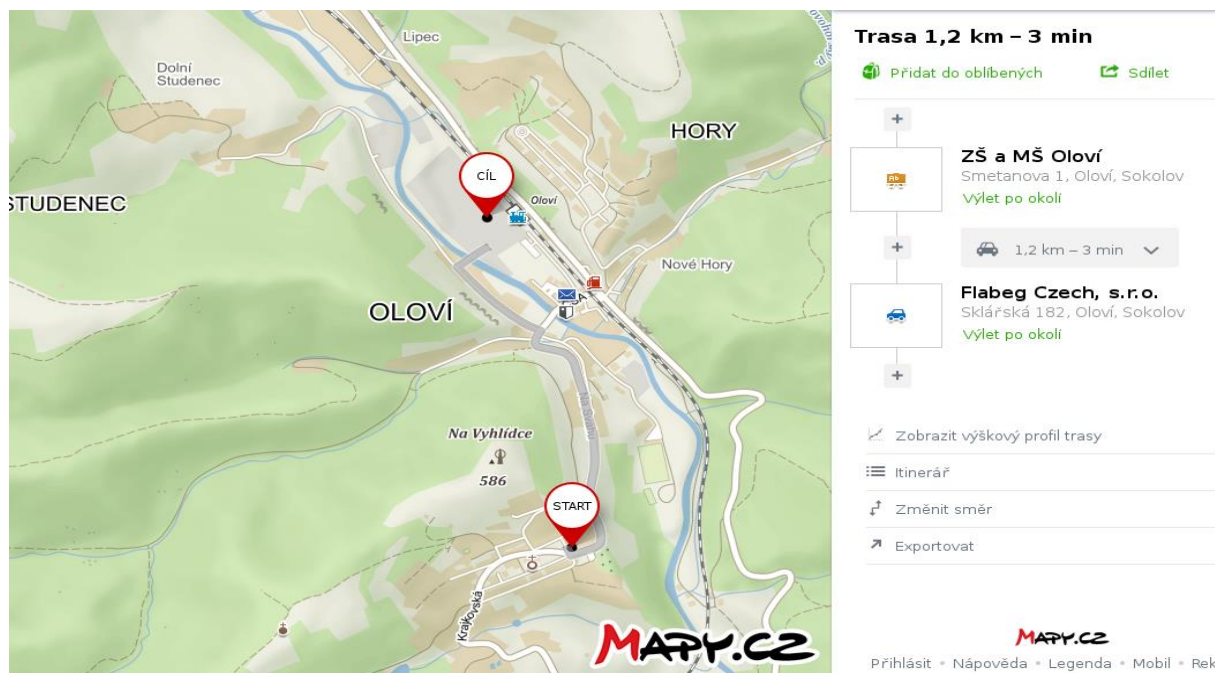 Lipec
Dolní
Studenec
HORY
CÍL
Oloví
STUDENEC
Nové Hory
OLOVÍ
Na Vyhlídce
586
START
Krajkovská
MAPY.CZ
Trasa 1,2 km – 3 min
Přidat do oblíbených
Sdílet
+
ZŠ a MŠ Oloví
Smetanova 1, Oloví, Sokolov
Výlet po okolí
+
1,2 km – 3 min
Flabeg Czech, s.r.o.
Sklářská 182, Oloví, Sokolov
Výlet po okolí
+
Zobrazit výškový profil trasy
Itinerář
Změnit směr
Exportovat
MAPY.CZ
Přihlásit • Nápověda • Legenda • Mobil • Rek